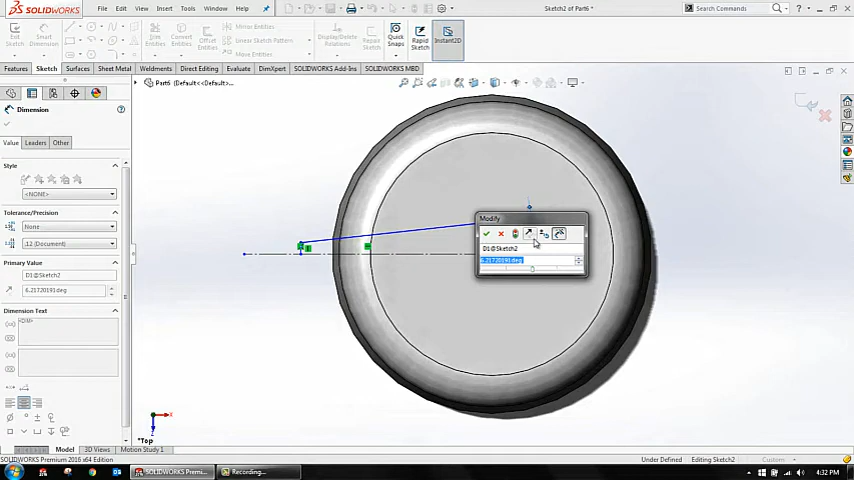 SOLIDWORKS
File Edit View Insert Tools Window Help
Sketch2 of Part6 *
Search Commands
Exit Sketch
Smart Dimension
Trim Entities
Convert Entities
Offset Entities
Mirror Entities
Linear Sketch Pattern
Move Entities
Display/Delete Relations
Repair Sketch
Quick Snaps
Rapid Sketch
Instant2D
Features Sketch Surfaces Sheet Metal Weldments Direct Editing Evaluate DimXpert SOLIDWORKS Add-Ins SOLIDWORKS MBD
Part6 (Default<<Default>...
Dimension
Value Leaders Other
Style
<NONE>
Tolerance/Precision
None
.12 (Document)
Primary Value
D1@Sketch2
6.21720191deg
Dimension Text
<DIM>
Modify
D1@Sketch2
6.21720191deg
*Top
Model 3D Views Motion Study 1
SOLIDWORKS Premium 2016 x64 Edition
Under Defined Editing Sketch2
SOLIDWORKS Premi...
Recording...
4:32 PM